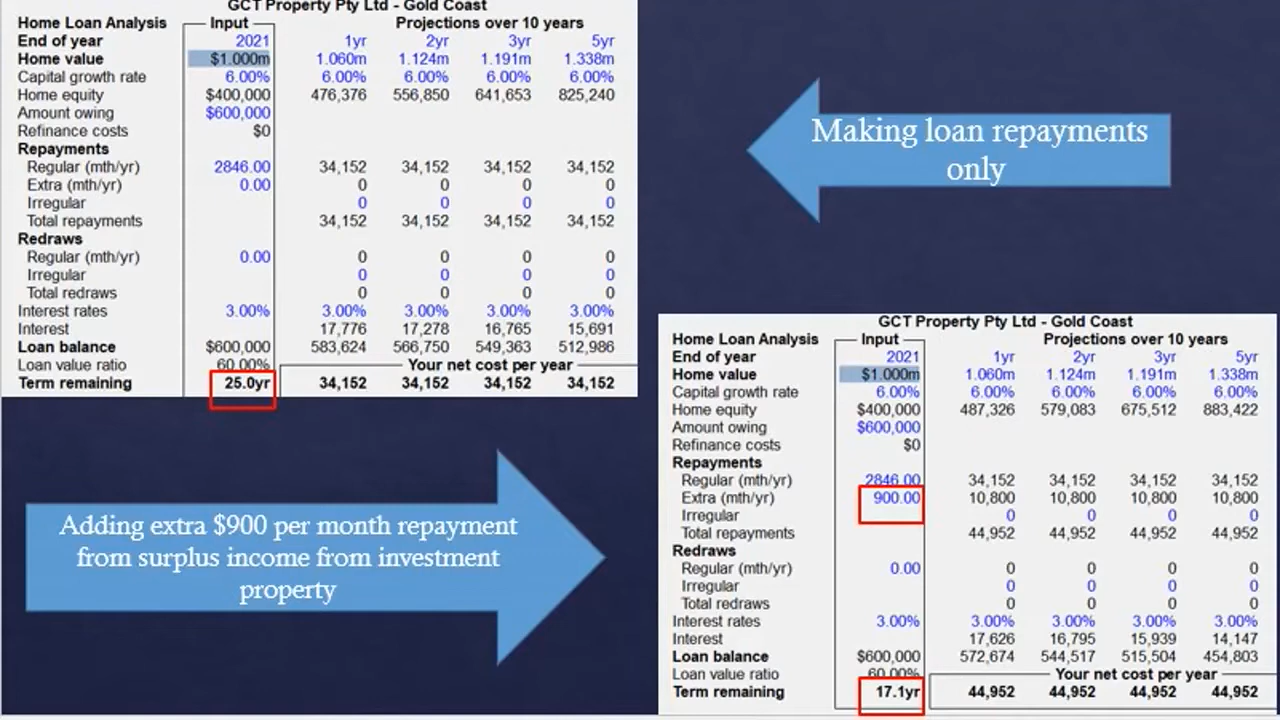 GCT Property Pty Ltd - Gold Coast
Home Loan Analysis Input Projections over 10 years
End of year 2021 1yr 2yr 3yr 5yr
Home value $1.000m 1.060m 1.124m 1.191m 1.338m
Capital growth rate 6.00% 6.00% 6.00% 6.00% 6.00%
Home equity $400,000 476,376 556,850 641,653 825,240
Amount owing $600,000
Refinance costs $0
Repayments
Regular (mth/yr) 2846.00 34,152 34,152 34,152 34,152
Extra (mth/yr) 0.00 0 0 0 0
Irregular 0 0 0 0
Total repayments 34,152 34,152 34,152 34,152
Redraws
Regular (mth/yr) 0.00 0 0 0 0
Irregular 0 0 0 0
Total redraws 0 0 0 0
Interest rates 3.00% 3.00% 3.00% 3.00% 3.00%
Interest 17,776 17,278 16,765 15,691
Loan balance $600,000 583,624 566,750 549,363 512,986
Loan value ratio 60.00% Your net cost per year
Term remaining 25.0yr 34,152 34,152 34,152 34,152
Making loan repayments
only
Adding extra $900 per month repayment
from surplus income from investment
property
GCT Property Pty Ltd - Gold Coast
Home Loan Analysis Input Projections over 10 years
End of year 2021 1yr 2yr 3yr 5yr
Home value $1.000m 1.060m 1.124m 1.191m 1.338m
Capital growth rate 6.00% 6.00% 6.00% 6.00% 6.00%
Home equity $400,000 487,326 579,083 675,512 883,422
Amount owing $600,000
Refinance costs $0
Repayments
Regular (mth/yr) 2846.00 34,152 34,152 34,152 34,152
Extra (mth/yr) 900.00 10,800 10,800 10,800 10,800
Irregular 0 0 0 0
Total repayments 44,952 44,952 44,952 44,952
Redraws
Regular (mth/yr) 0.00 0 0 0 0
Irregular 0 0 0 0
Total redraws 0 0 0 0
Interest rates 3.00% 3.00% 3.00% 3.00% 3.00%
Interest 17,626 16,795 15,939 14,147
Loan balance $600,000 572,674 544,517 515,504 454,803
Loan value ratio 60.00% Your net cost per year
Term remaining 17.1yr 44,952 44,952 44,952 44,952